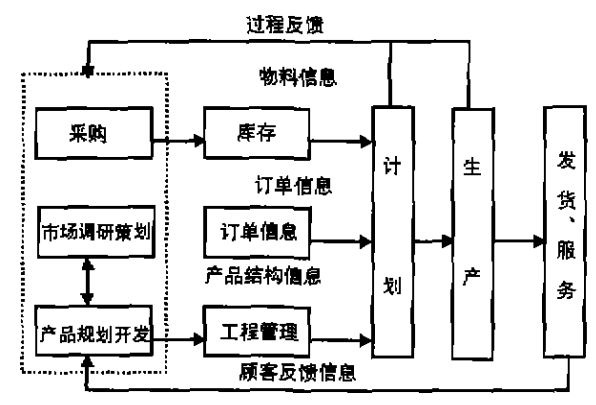 过程反馈
物料信息
采购
库存
订单信息
市场调研策划
订单信息
产品结构信息
产品规划开发
工程管理
顾客反馈信息
计划
生产
发货、服务